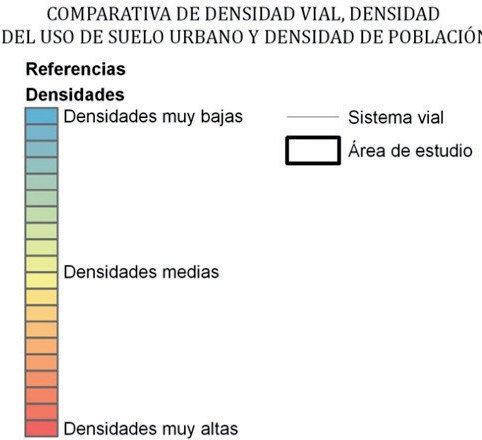 COMPARATIVA DE DENSIDAD VIAL, DENSIDAD
DEL USO DE SUELO URBANO Y DENSIDAD DE POBLACIÓN
Referencias
Densidades
Densidades muy bajas
Sistema vial
Área de estudio
Densidades medias
Densidades muy altas